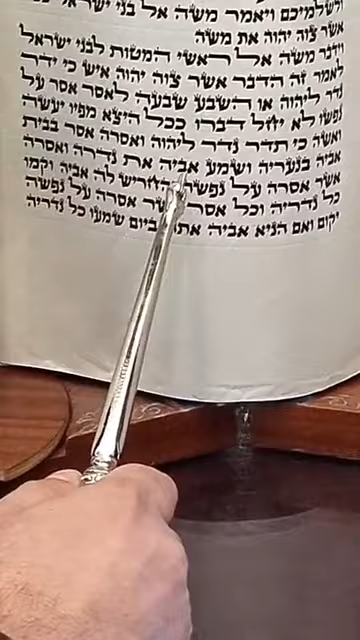 ולשלמיכם ויאמר משה אל בני ישראל
אשר צוה יהוה את משה
וידבר משה אל ראשי המטות לבני ישראל
לאמר זה הדבר אשר צוה יהוה איש כי ידר
נדר ליהוה או השבע שבעה לאסר אסר על
נפשו לא יחל דברו ככל היצא מפיו יעשה
ואשה כי תדר נדר ליהוה ואסרה אסר בבית
אביה בנעריה ושמע אביה את נדרה ואסרה
אשר אסרה על נפשה והחריש לה אביה וקמו
כל נדריה וכל אסר אשר אסרה על נפשה
יקום ואם הניא אביה אתה ביום שמעו כל נדריה